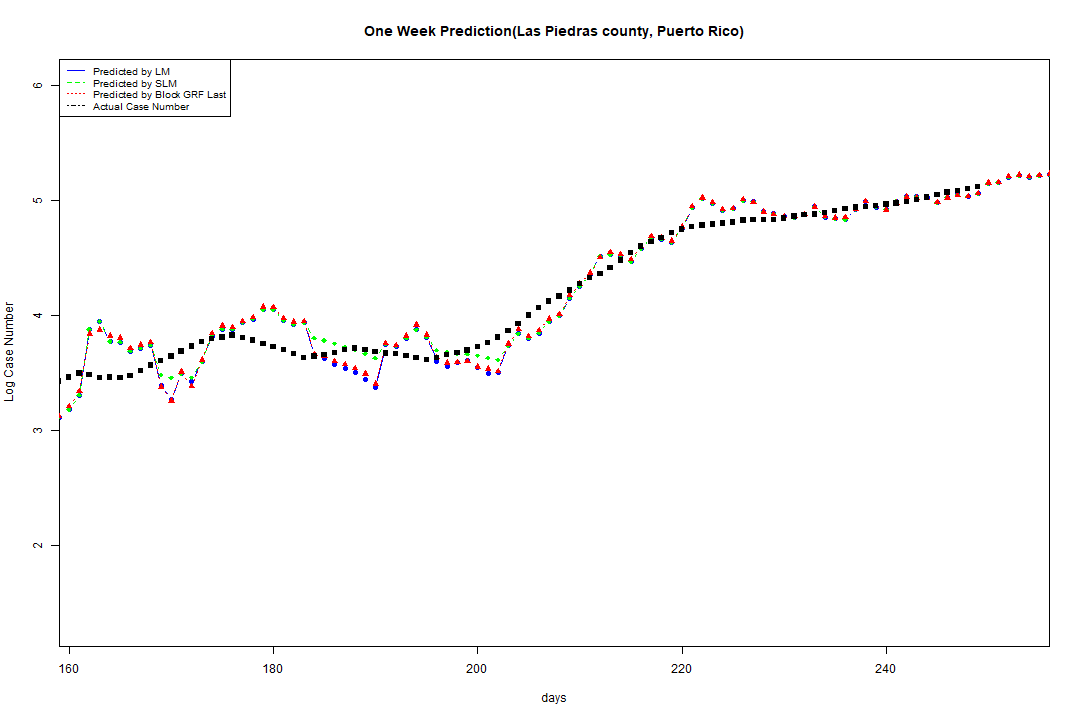 One Week Prediction(Las Piedras county, Puerto Rico)
Predicted by LM
Predicted by SLM
Predicted by Block GRF Last
Actual Case Number
6
5
4
3
2
Log Case Number
160 180 200 220 240
days